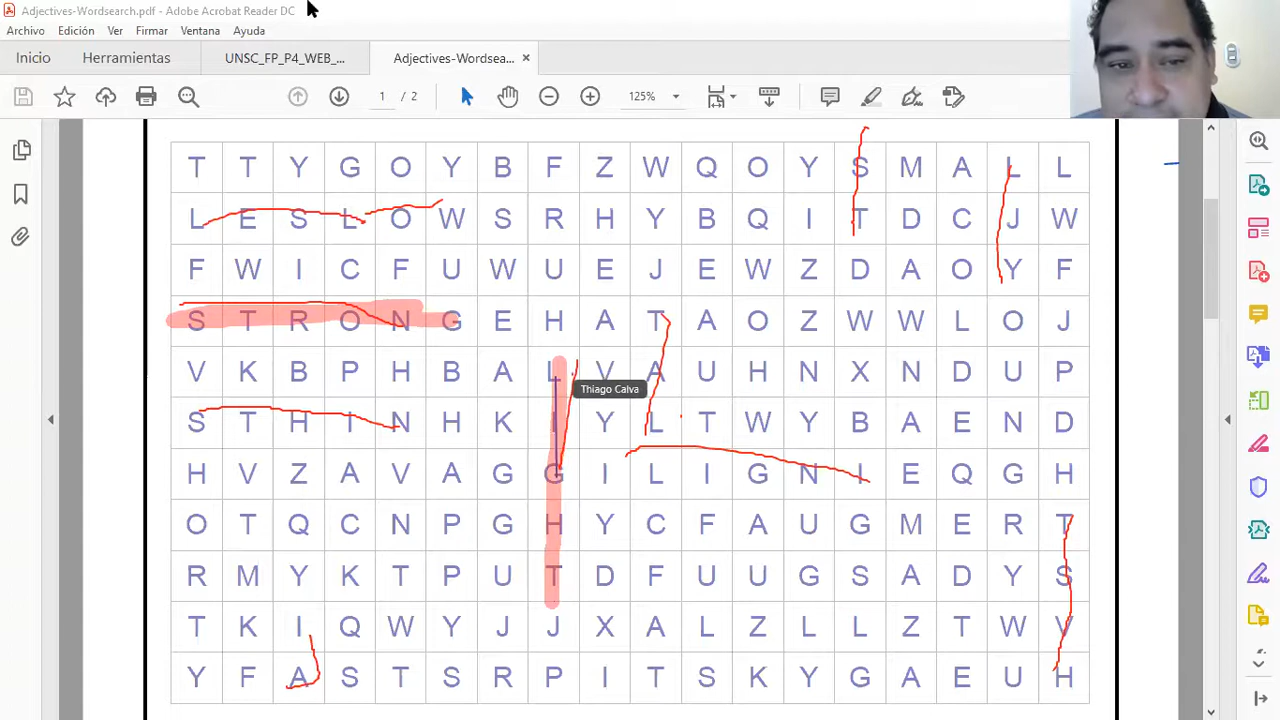 Adjectives-Wordsearch.pdf - Adobe Acrobat Reader DC
Archivo Edición Ver Firmar Ventana Ayuda
Inicio Herramientas UNSC_FP_P4_WEB_... Adjectives-Wordsea... ×
1 / 2 125%
T T Y G O Y B F Z W Q O Y S M A L L
L E S L O W S R H Y B Q I T D C J W
F W I C F U W U E J E W Z D A O Y F
S T R O N G E H A T A O Z W W L O J
V K B P H B A L V A U H N X N D U P
Thiago Calva
S T H I N H K I Y L T W Y B A E N D
H V Z A V A G G I L I G N I E Q G H
O T Q C N P G H Y C F A U G M E R T
R M Y K T P U T D F U U G S A D Y S
T K I Q W Y J J X A L Z L L Z T W V
Y F A S T S R P I T S K Y G A E U H